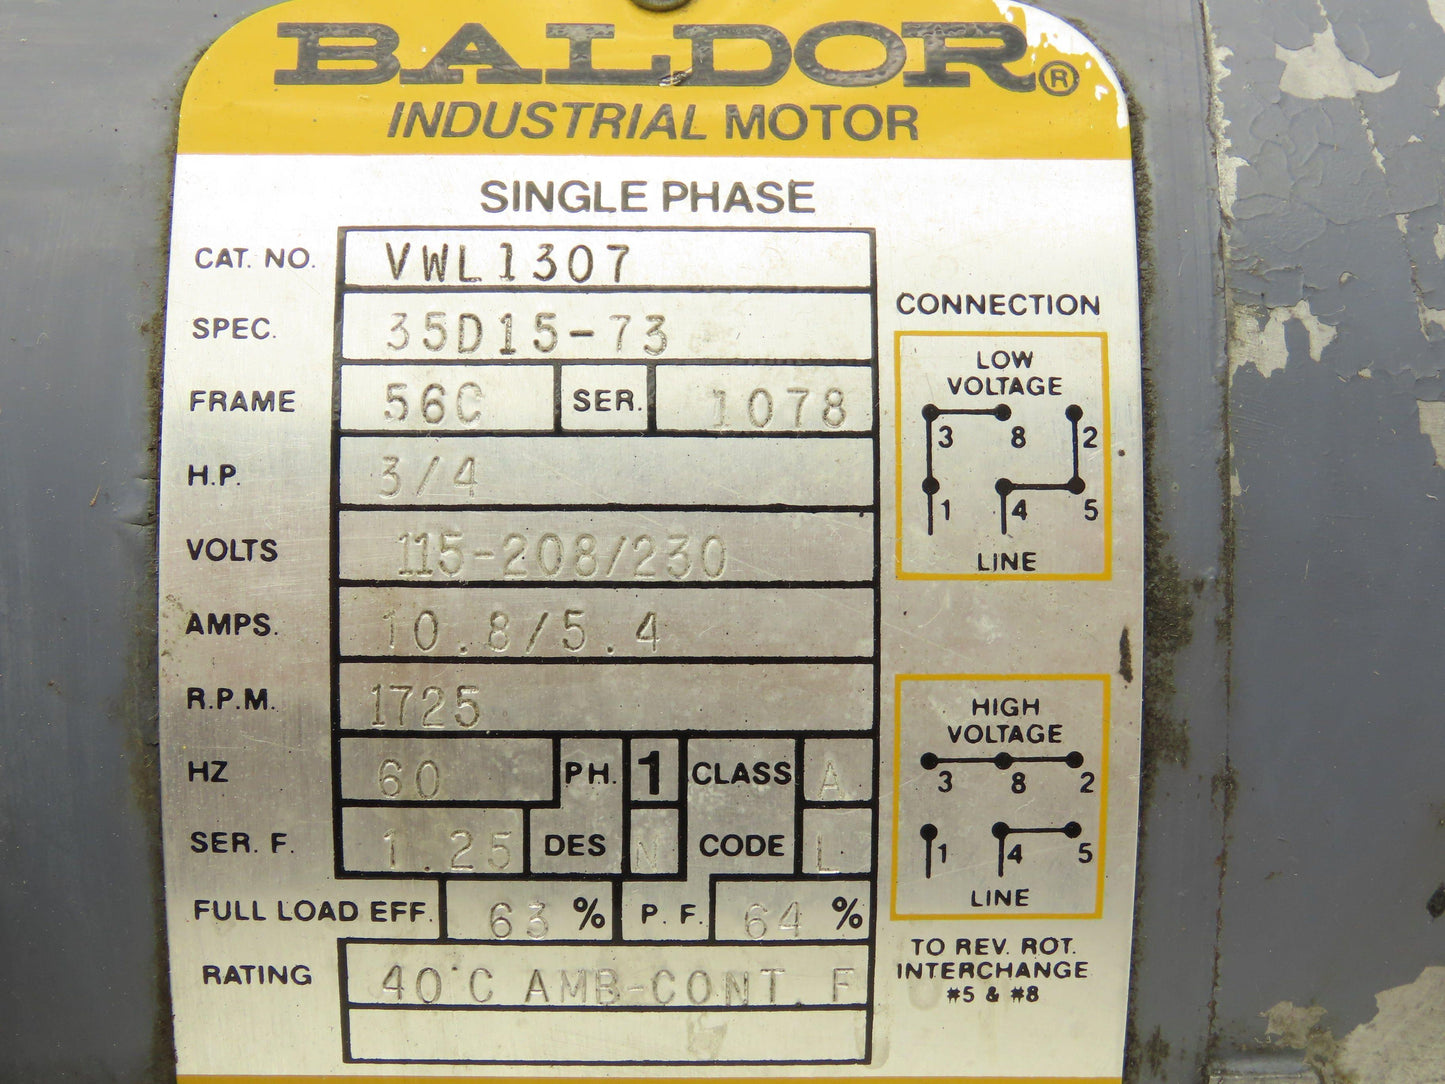 BALDOR®
INDUSTRIAL MOTOR
SINGLE PHASE
CAT. NO. VWL1307
SPEC. 35D15-73
FRAME 56C SER. 1078
H.P. 3/4
VOLTS 115-208/230
AMPS. 10.8/5.4
R.P.M. 1725
HZ 60 PH. 1 CLASS A
SER. F. 1.25 DES N CODE L
FULL LOAD EFF. 63 % P. F. 64 %
RATING 40°C AMB-CONT. F
CONNECTION
LOW
VOLTAGE
3 8 2
1 4 5
LINE
HIGH
VOLTAGE
3 8 2
1 4 5
LINE
TO REV. ROT.
INTERCHANGE
#5 & #8